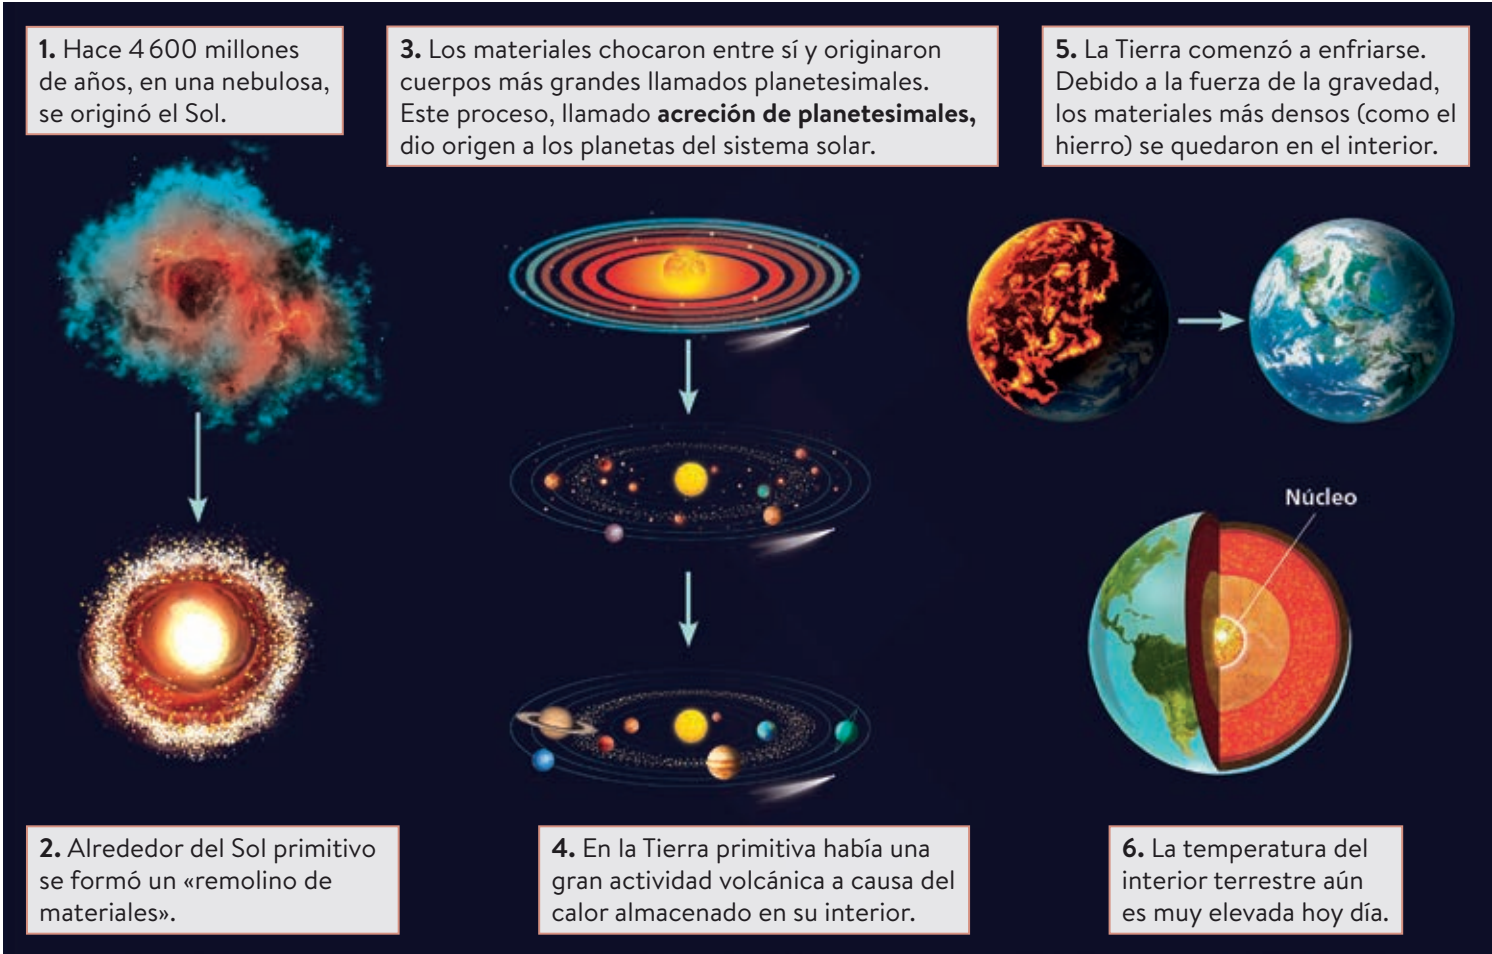 1. Hace 4 600 millones
de años, en una nebulosa,
se originó el Sol.
2. Alrededor del Sol primitivo
se formó un «remolino de
materiales».
3. Los materiales chocaron entre sí y originaron
cuerpos más grandes llamados planetesimales.
Este proceso, llamado acreción de planetesimales,
dio origen a los planetas del sistema solar.
4. En la Tierra primitiva había una
gran actividad volcánica a causa del
calor almacenado en su interior.
5. La Tierra comenzó a enfriarse.
Debido a la fuerza de la gravedad,
los materiales más densos (como el
hierro) se quedaron en el interior.
Núcleo
6. La temperatura del
interior terrestre aún
es muy elevada hoy día.